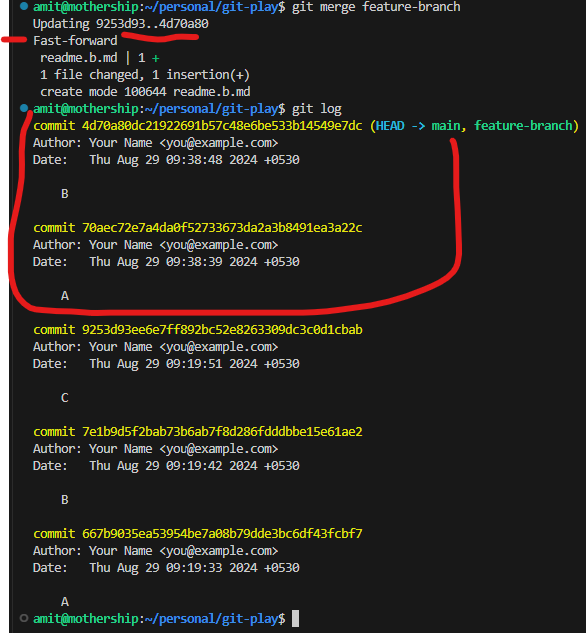 amit@mothership:~/personal/git-play$ git merge feature-branch
Updating 9253d93..4d70a80
Fast-forward
 readme.b.md | 1 +
 1 file changed, 1 insertion(+)
 create mode 100644 readme.b.md
amit@mothership:~/personal/git-play$ git log
commit 4d70a80dc21922691b57c48e6be533b14549e7dc (HEAD -> main, feature-branch)
Author: Your Name <you@example.com>
Date:   Thu Aug 29 09:38:48 2024 +0530
    B
commit 70aec72e7a4da0f52733673da2a3b8491ea3a22c
Author: Your Name <you@example.com>
Date:   Thu Aug 29 09:38:39 2024 +0530
    A
commit 9253d93ee6e7ff892bc52e8263309dc3c0d1cbab
Author: Your Name <you@example.com>
Date:   Thu Aug 29 09:19:51 2024 +0530
    C
commit 7e1b9d5f2bab73b6ab7f8d286fdddbbe15e61ae2
Author: Your Name <you@example.com>
Date:   Thu Aug 29 09:19:42 2024 +0530
    B
commit 667b9035ea53954be7a08b79dde3bc6df43fcbf7
Author: Your Name <you@example.com>
Date:   Thu Aug 29 09:19:33 2024 +0530
    A
amit@mothership:~/personal/git-play$